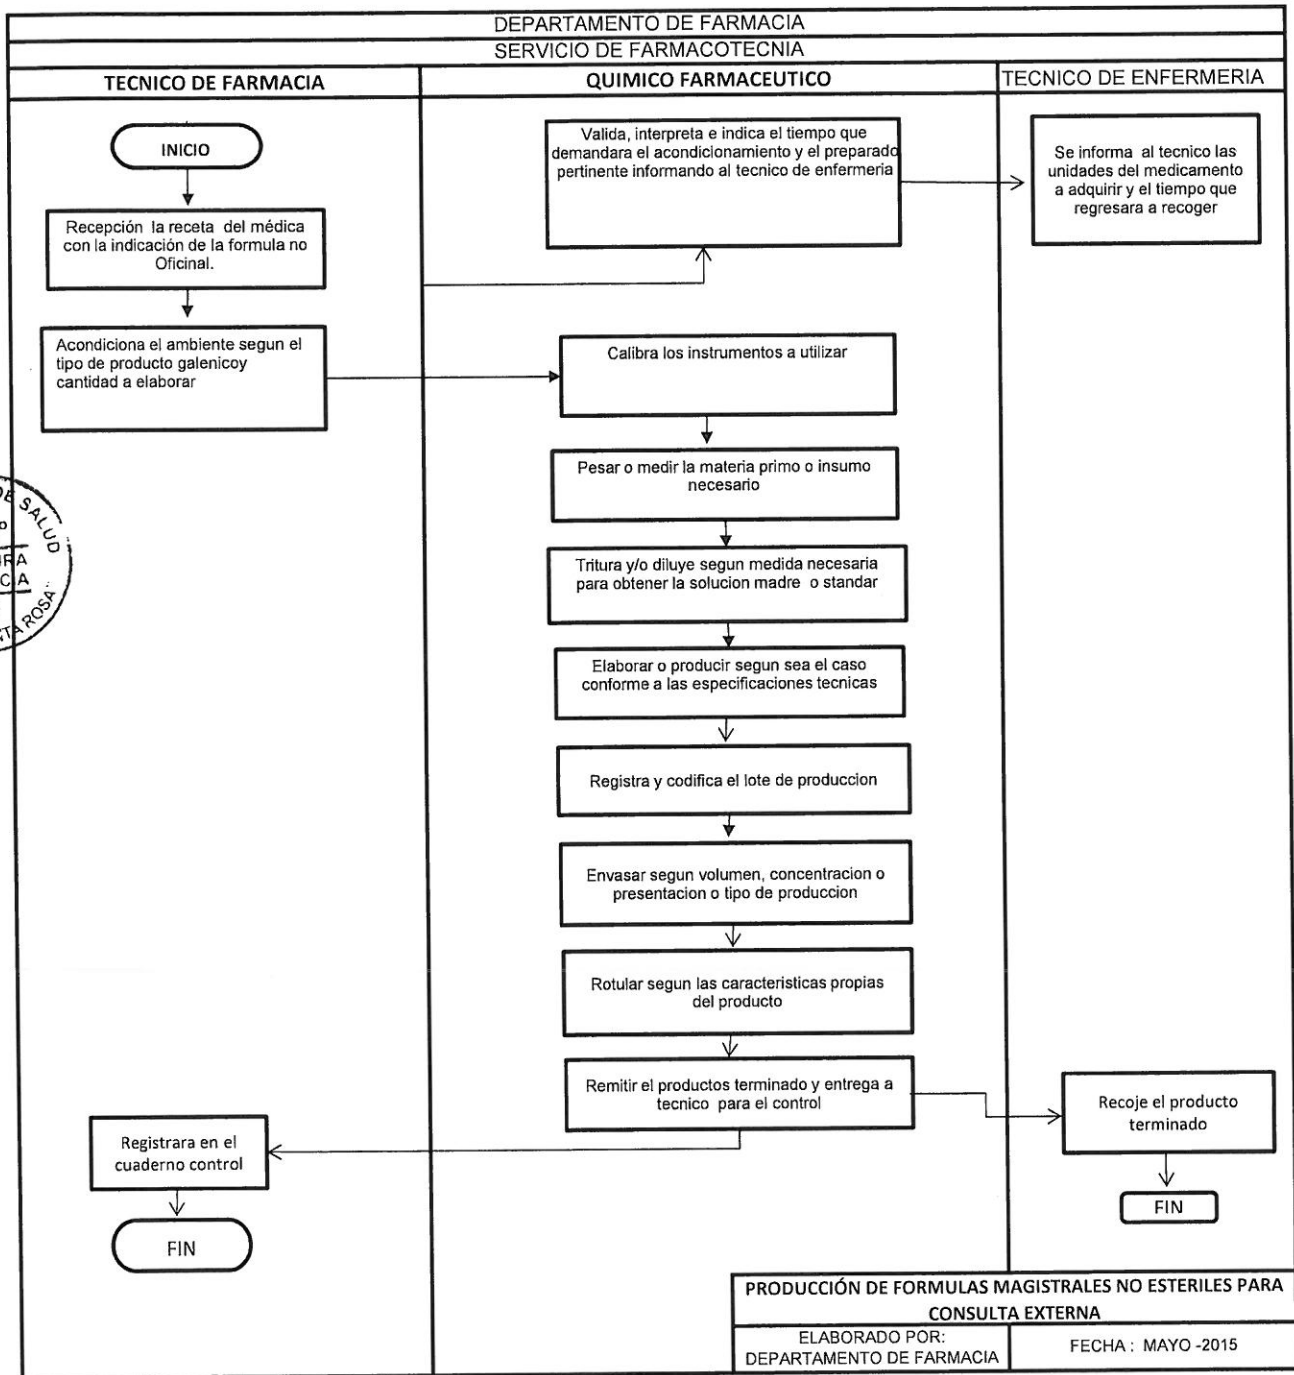 DEPARTAMENTO DE FARMACIA
SERVICIO DE FARMACOTECNIA
TECNICO DE FARMACIA
QUIMICO FARMACEUTICO
TECNICO DE ENFERMERIA
INICIO
Valida, interpreta e indica el tiempo que
demandara el acondicionamiento y el preparado
pertinente informando al tecnico de enfermeria
Se informa al tecnico las
unidades del medicamento
a adquirir y el tiempo que
regresara a recoger
Recepción la receta del médica
con la indicación de la formula no
Oficinal.
Acondiciona el ambiente segun el
tipo de producto galenicoy
cantidad a elaborar
Calibra los instrumentos a utilizar
Pesar o medir la materia primo o insumo
necesario
DE SALUD
Tritura y/o diluye segun medida necesaria
para obtener la solucion madre o standar
Elaborar o producir segun sea el caso
conforme a las especificaciones tecnicas
Registra y codifica el lote de produccion
Envasar segun volumen, concentracion o
presentacion o tipo de produccion
Rotular segun las caracteristicas propias
del producto
Remitir el productos terminado y entrega a
tecnico para el control
Recoje el producto
terminado
Registrara en el
cuaderno control
FIN
FIN
PRODUCCIÓN DE FORMULAS MAGISTRALES NO ESTERILES PARA
CONSULTA EXTERNA
ELABORADO POR:
DEPARTAMENTO DE FARMACIA
FECHA : MAYO -2015